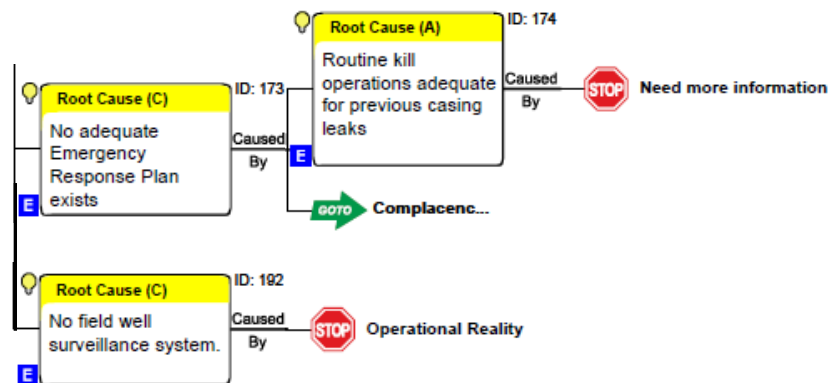 Root Cause (A)
ID: 174
Routine kill
operations adequate
for previous casing
leaks
E
Caused
By
STOP
Need more information
Root Cause (C)
ID: 173
No adequate
Emergency
Response Plan
exists
E
Caused
By
GOTO
Complacenc...
Root Cause (C)
ID: 192
No field well
surveillance system.
E
Caused
By
STOP
Operational Reality